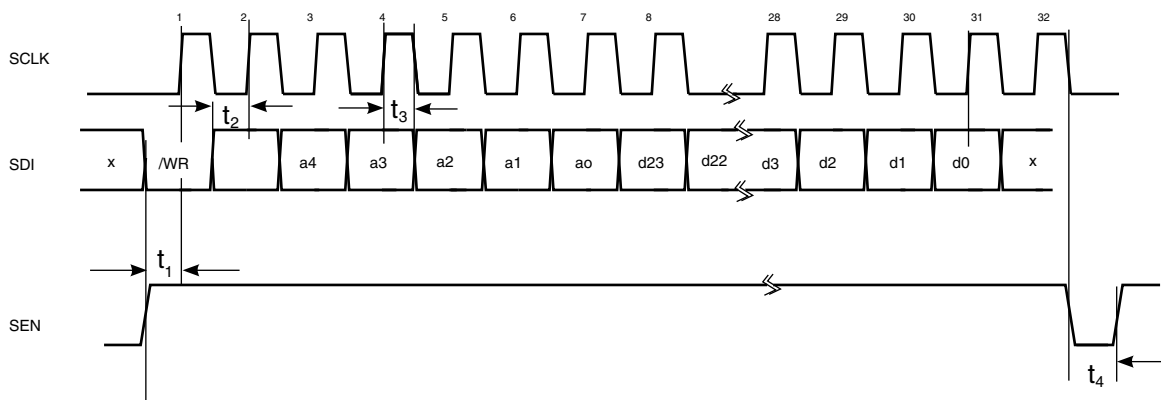 1 2 3 4 5 6 7 8 28 29 30 31 32
SCLK
t2 t3
SDI x /WR a4 a3 a2 a1 ao d23 d22 d3 d2 d1 d0 x
t1
SEN
t4